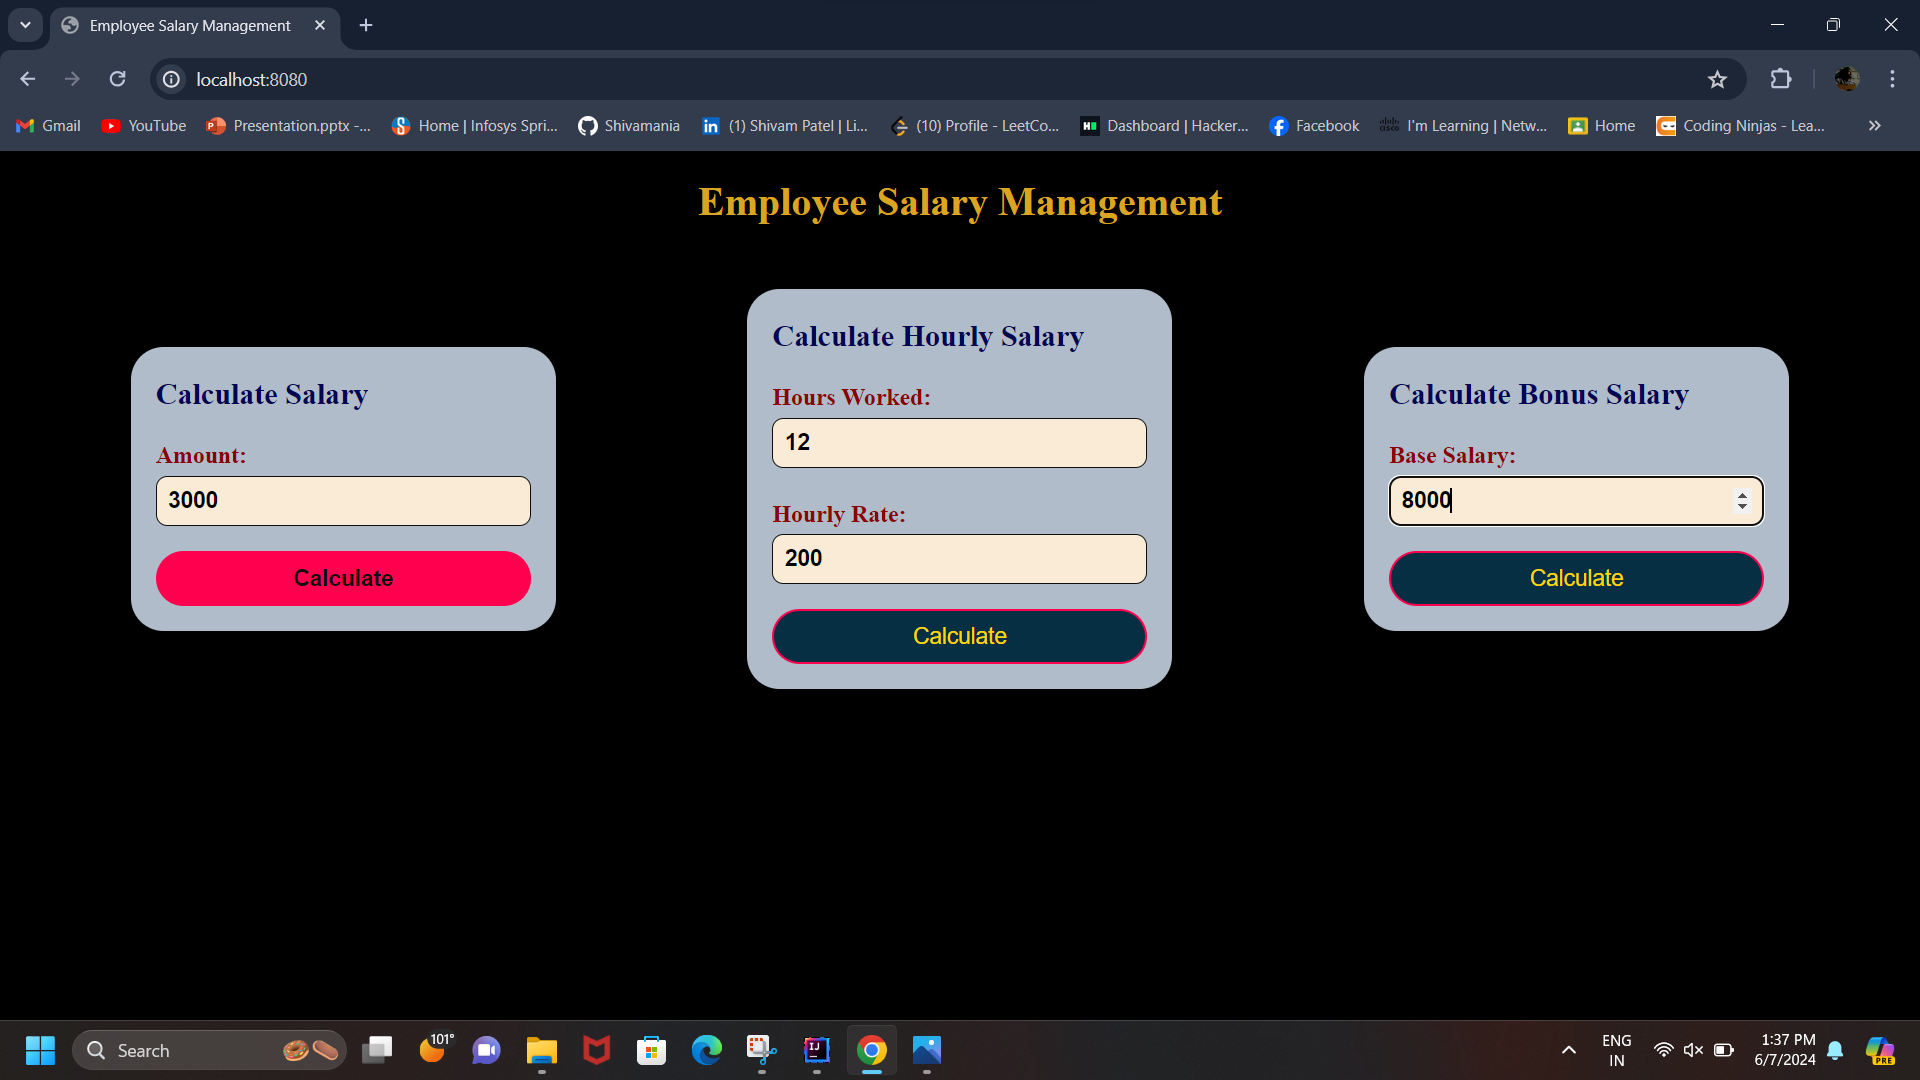 Employee Salary Management
localhost:8080
Gmail
YouTube
Presentation.pptx -...
Home | Infosys Spri...
Shivamania
(1) Shivam Patel | Li...
(10) Profile - LeetCo...
Dashboard | Hacker...
Facebook
I'm Learning | Netw...
Home
Coding Ninjas - Lea...
Employee Salary Management
Calculate Salary
Amount:
3000
Calculate
Calculate Hourly Salary
Hours Worked:
12
Hourly Rate:
200
Calculate
Calculate Bonus Salary
Base Salary:
8000
Calculate
Search
101°
ENG
IN
1:37 PM
6/7/2024
PRE